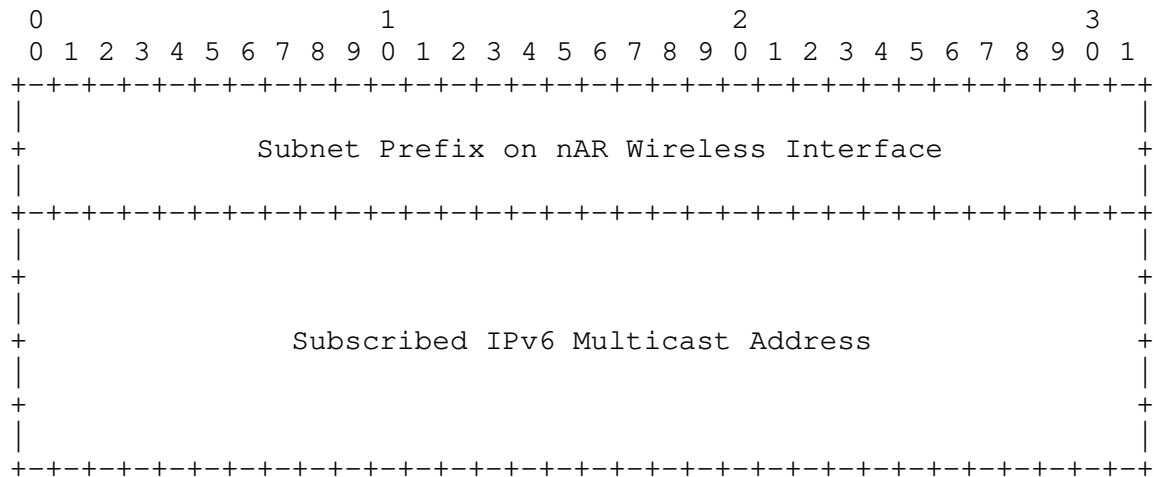 0                   1                   2                   3
 0 1 2 3 4 5 6 7 8 9 0 1 2 3 4 5 6 7 8 9 0 1 2 3 4 5 6 7 8 9 0 1
+-+-+-+-+-+-+-+-+-+-+-+-+-+-+-+-+-+-+-+-+-+-+-+-+-+-+-+-+-+-+-+-+
|                                                               |
+             Subnet Prefix on nAR Wireless Interface           +
|                                                               |
+-+-+-+-+-+-+-+-+-+-+-+-+-+-+-+-+-+-+-+-+-+-+-+-+-+-+-+-+-+-+-+-+
|                                                               |
+                                                               +
|                                                               |
+               Subscribed IPv6 Multicast Address               +
|                                                               |
+                                                               +
|                                                               |
+-+-+-+-+-+-+-+-+-+-+-+-+-+-+-+-+-+-+-+-+-+-+-+-+-+-+-+-+-+-+-+-+